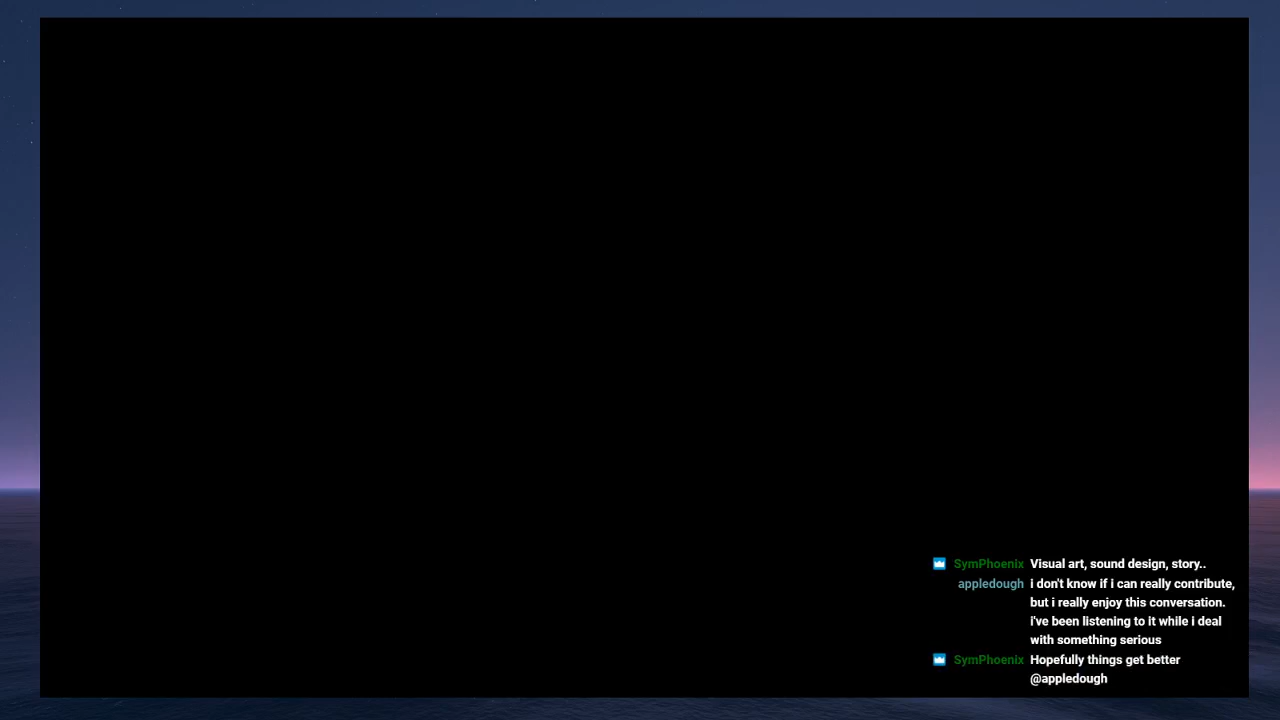 SymPhoenix Visual art, sound design, story..
appledough i don't know if i can really contribute,
but i really enjoy this conversation.
i've been listening to it while i deal
with something serious
SymPhoenix Hopefully things get better
@appledough